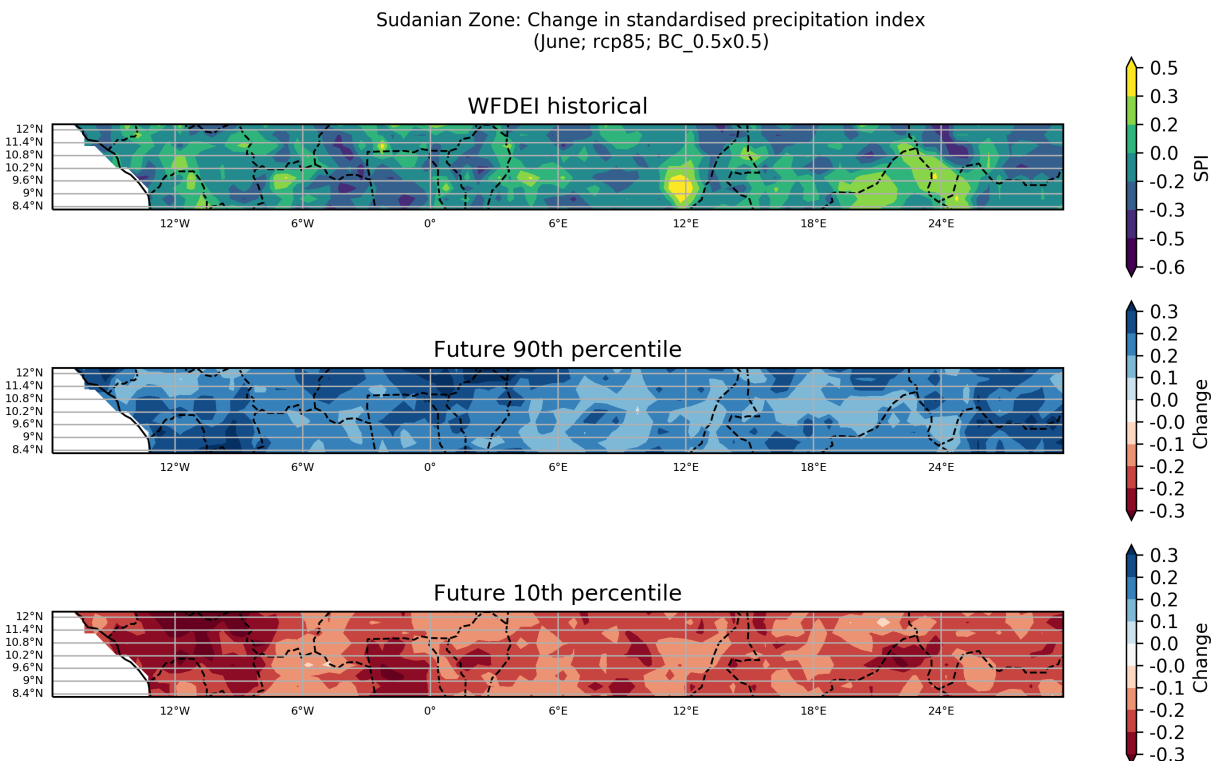 Sudanian Zone: Change in standardised precipitation index
(June; rcp85; BC_0.5x0.5)
WFDEI historical
12°N
11.4°N
10.8°N
10.2°N
9.6°N
9°N
8.4°N
12°W
6°W
0°
6°E
12°E
18°E
24°E
0.5
0.3
0.2
0.0
-0.2
-0.3
-0.5
-0.6
SPI
Future 90th percentile
12°N
11.4°N
10.8°N
10.2°N
9.6°N
9°N
8.4°N
12°W
6°W
0°
6°E
12°E
18°E
24°E
0.3
0.2
0.2
0.1
0.0
-0.0
-0.1
-0.2
-0.2
-0.3
Change
Future 10th percentile
12°N
11.4°N
10.8°N
10.2°N
9.6°N
9°N
8.4°N
12°W
6°W
0°
6°E
12°E
18°E
24°E
0.3
0.2
0.2
0.1
0.0
-0.0
-0.1
-0.2
-0.2
-0.3
Change